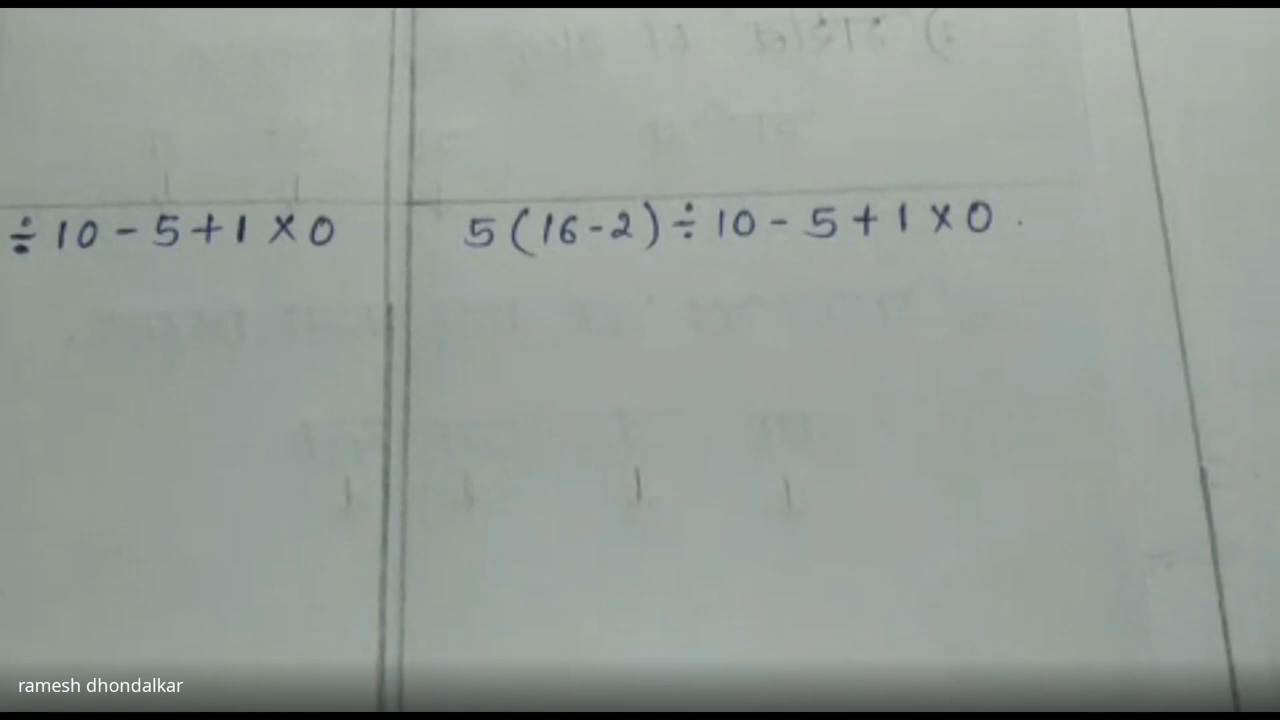 ÷ 10 - 5 + 1 × 0
5 (16 - 2) ÷ 10 - 5 + 1 × 0
ramesh dhondalkar